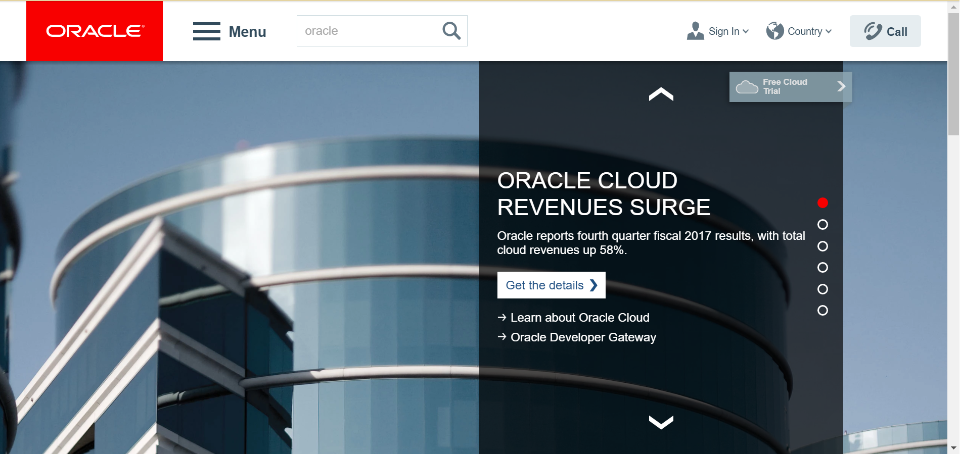 ORACLE
Menu
oracle
Sign In
Country
Call
Free Cloud
Trial
ORACLE CLOUD
REVENUES SURGE
Oracle reports fourth quarter fiscal 2017 results, with total
cloud revenues up 58%.
Get the details
Learn about Oracle Cloud
Oracle Developer Gateway